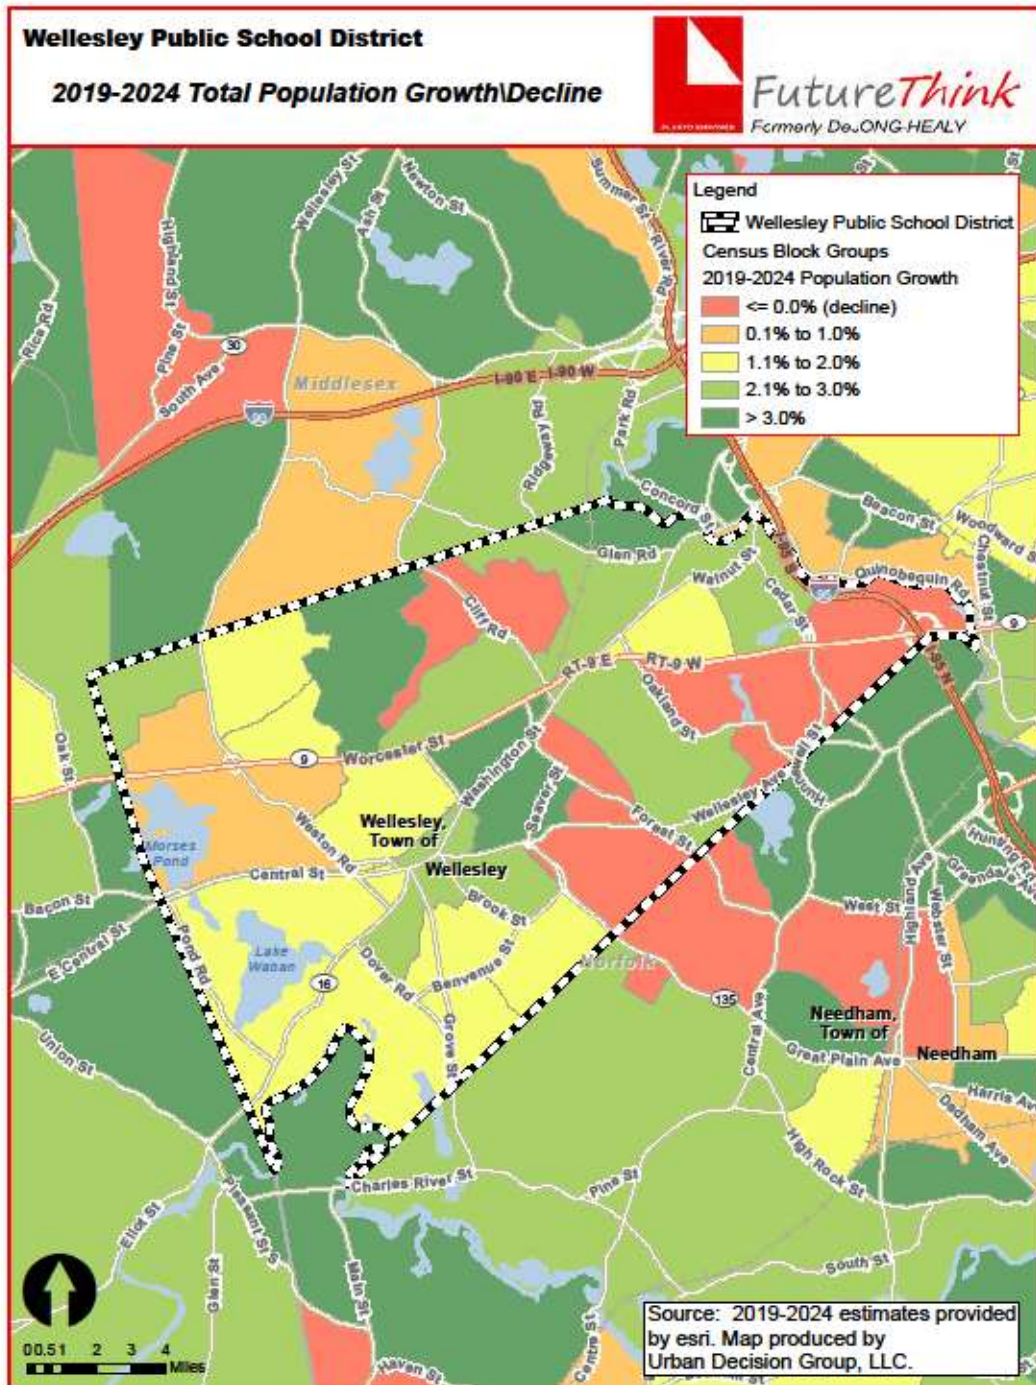 Wellesley Public School District
2019-2024 Total Population Growth\Decline
FutureThink
Formerly DeJONG-HEALY
Legend
Wellesley Public School District
Census Block Groups
2019-2024 Population Growth
<= 0.0% (decline)
0.1% to 1.0%
1.1% to 2.0%
2.1% to 3.0%
> 3.0%
Wellesley St
Ash St
Newton St
Summer St
River Rd
Highland St
Rice Rd
Pine St
South Ave
30
Middlesex
I-90 E
I-90 W
90
Ridgeway Rd
Park Rd
Concord St
Glen Rd
Walnut St
Cedar St
I-95 S
Beacon St
Woodward S
Chestnut St
Quinobequin Rd
95
9
I-95 N
Cliff Rd
RT-9 E
RT-9 W
Oakland St
Oak St
9
Worcester St
Washington St
Seaver St
Wellesley Ave
Forest St
Wellesley,
Town of
Wellesley
Weston Rd
Morses
Pond
Central St
Bacon St
E Central St
Brook St
Benvenue St
Dover Rd
Pond Rd
Lake
Waban
16
Grove St
Norfolk
135
West St
Highland Ave
Webster St
Hunting Rd
Greendale Av
Needham,
Town of
Needham
Central Ave
Great Plain Ave
Harris Av
Dedham Ave
High Rock St
Union St
Charles River St
Pine St
Eliot St
Pleasant St S
Glen St
Main St
South St
Centre St
Haven St
0 0.5 1 2 3 4
Miles
Source: 2019-2024 estimates provided
by esri. Map produced by
Urban Decision Group, LLC.